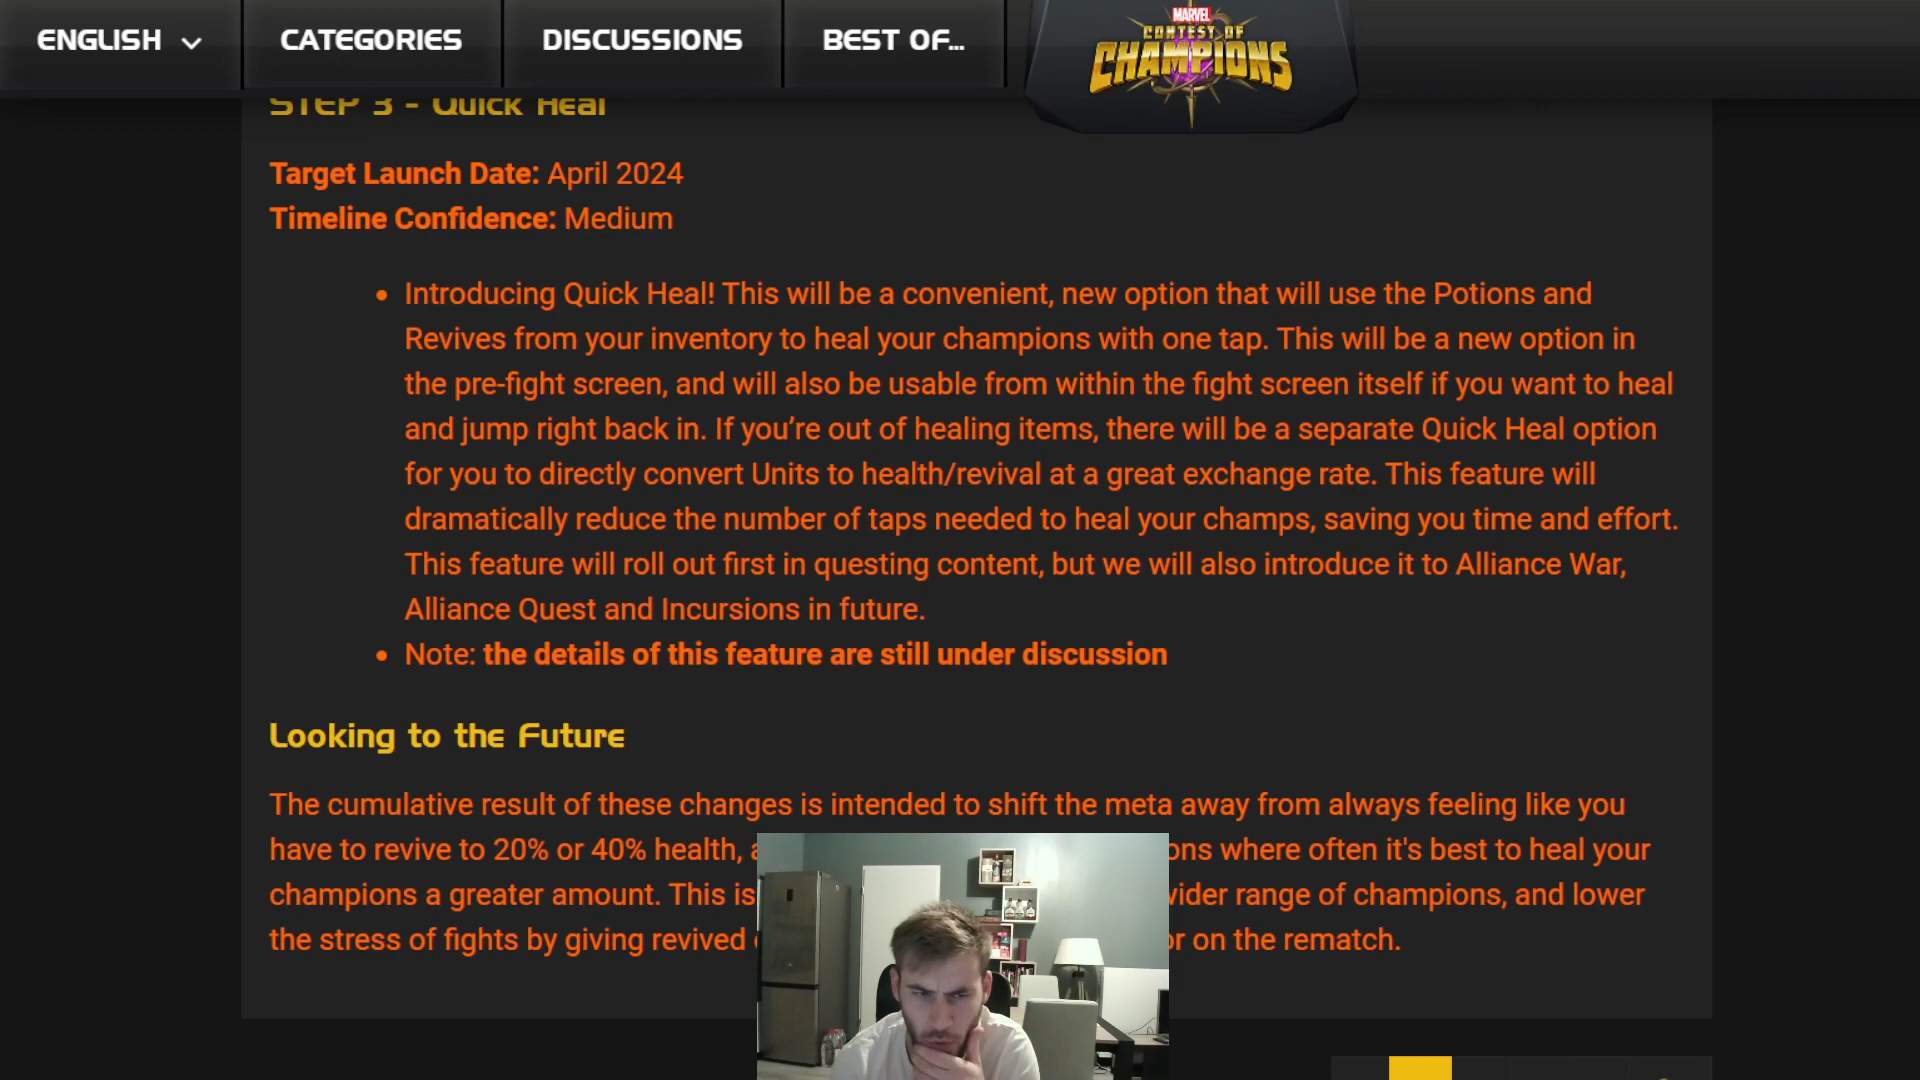 ENGLISH CATEGORIES DISCUSSIONS BEST OF...
MARVEL
CONTEST OF
CHAMPIONS
STEP 3 - Quick Heal
Target Launch Date: April 2024
Timeline Confidence: Medium
• Introducing Quick Heal! This will be a convenient, new option that will use the Potions and
Revives from your inventory to heal your champions with one tap. This will be a new option in
the pre-fight screen, and will also be usable from within the fight screen itself if you want to heal
and jump right back in. If you’re out of healing items, there will be a separate Quick Heal option
for you to directly convert Units to health/revival at a great exchange rate. This feature will
dramatically reduce the number of taps needed to heal your champs, saving you time and effort.
This feature will roll out first in questing content, but we will also introduce it to Alliance War,
Alliance Quest and Incursions in future.
• Note: the details of this feature are still under discussion
Looking to the Future
The cumulative result of these changes is intended to shift the meta away from always feeling like you
have to revive to 20% or 40% health, ons where often it's best to heal your
champions a greater amount. This is wider range of champions, and lower
the stress of fights by giving revived or on the rematch.